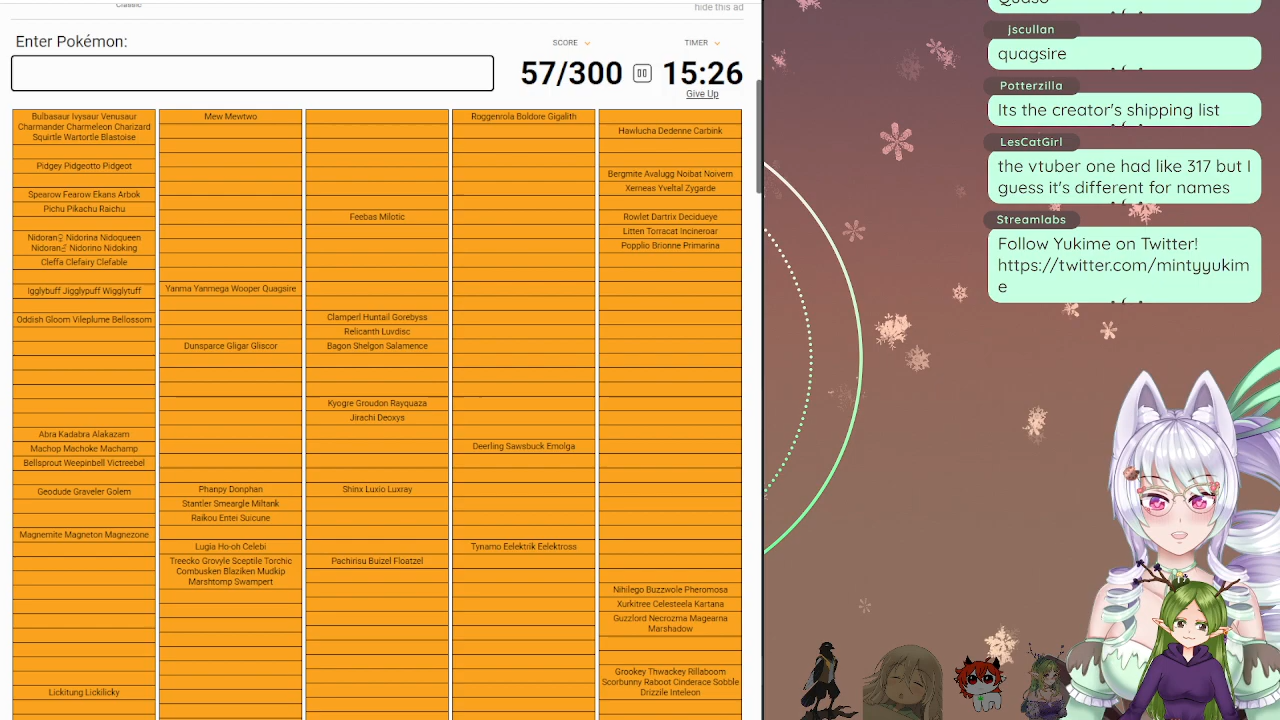 Classic
hide this ad
Enter Pokémon:
SCORE
TIMER
57/300
15:26
Give Up
Bulbasaur Ivysaur Venusaur
Charmander Charmeleon Charizard
Squirtle Wartortle Blastoise
Pidgey Pidgeotto Pidgeot
Spearow Fearow Ekans Arbok
Pichu Pikachu Raichu
Nidoran♀ Nidorina Nidoqueen
Nidoran♂ Nidorino Nidoking
Cleffa Clefairy Clefable
Igglybuff Jigglypuff Wigglytuff
Oddish Gloom Vileplume Bellossom
Abra Kadabra Alakazam
Machop Machoke Machamp
Bellsprout Weepinbell Victreebel
Geodude Graveler Golem
Magnemite Magneton Magnezone
Lickitung Lickilicky
Mew Mewtwo
Yanma Yanmega Wooper Quagsire
Dunsparce Gligar Gliscor
Phanpy Donphan
Stantler Smeargle Miltank
Raikou Entei Suicune
Lugia Ho-oh Celebi
Treecko Grovyle Sceptile Torchic
Combusken Blaziken Mudkip
Marshtomp Swampert
Feebas Milotic
Clamperl Huntail Gorebyss
Relicanth Luvdisc
Bagon Shelgon Salamence
Kyogre Groudon Rayquaza
Jirachi Deoxys
Shinx Luxio Luxray
Pachirisu Buizel Floatzel
Roggenrola Boldore Gigalith
Deerling Sawsbuck Emolga
Tynamo Eelektrik Eelektross
Hawlucha Dedenne Carbink
Bergmite Avalugg Noibat Noivern
Xerneas Yveltal Zygarde
Rowlet Dartrix Decidueye
Litten Torracat Incineroar
Popplio Brionne Primarina
Nihilego Buzzwole Pheromosa
Xurkitree Celesteela Kartana
Guzzlord Necrozma Magearna
Marshadow
Grookey Thwackey Rillaboom
Scorbunny Raboot Cinderace Sobble
Drizzile Inteleon
jscullan
quagsire
Potterzilla
Its the creator's shipping list
LesCatGirl
the vtuber one had like 317 but I
guess it's different for names
Streamlabs
Follow Yukime on Twitter!
https://twitter.com/mintyyukim
e